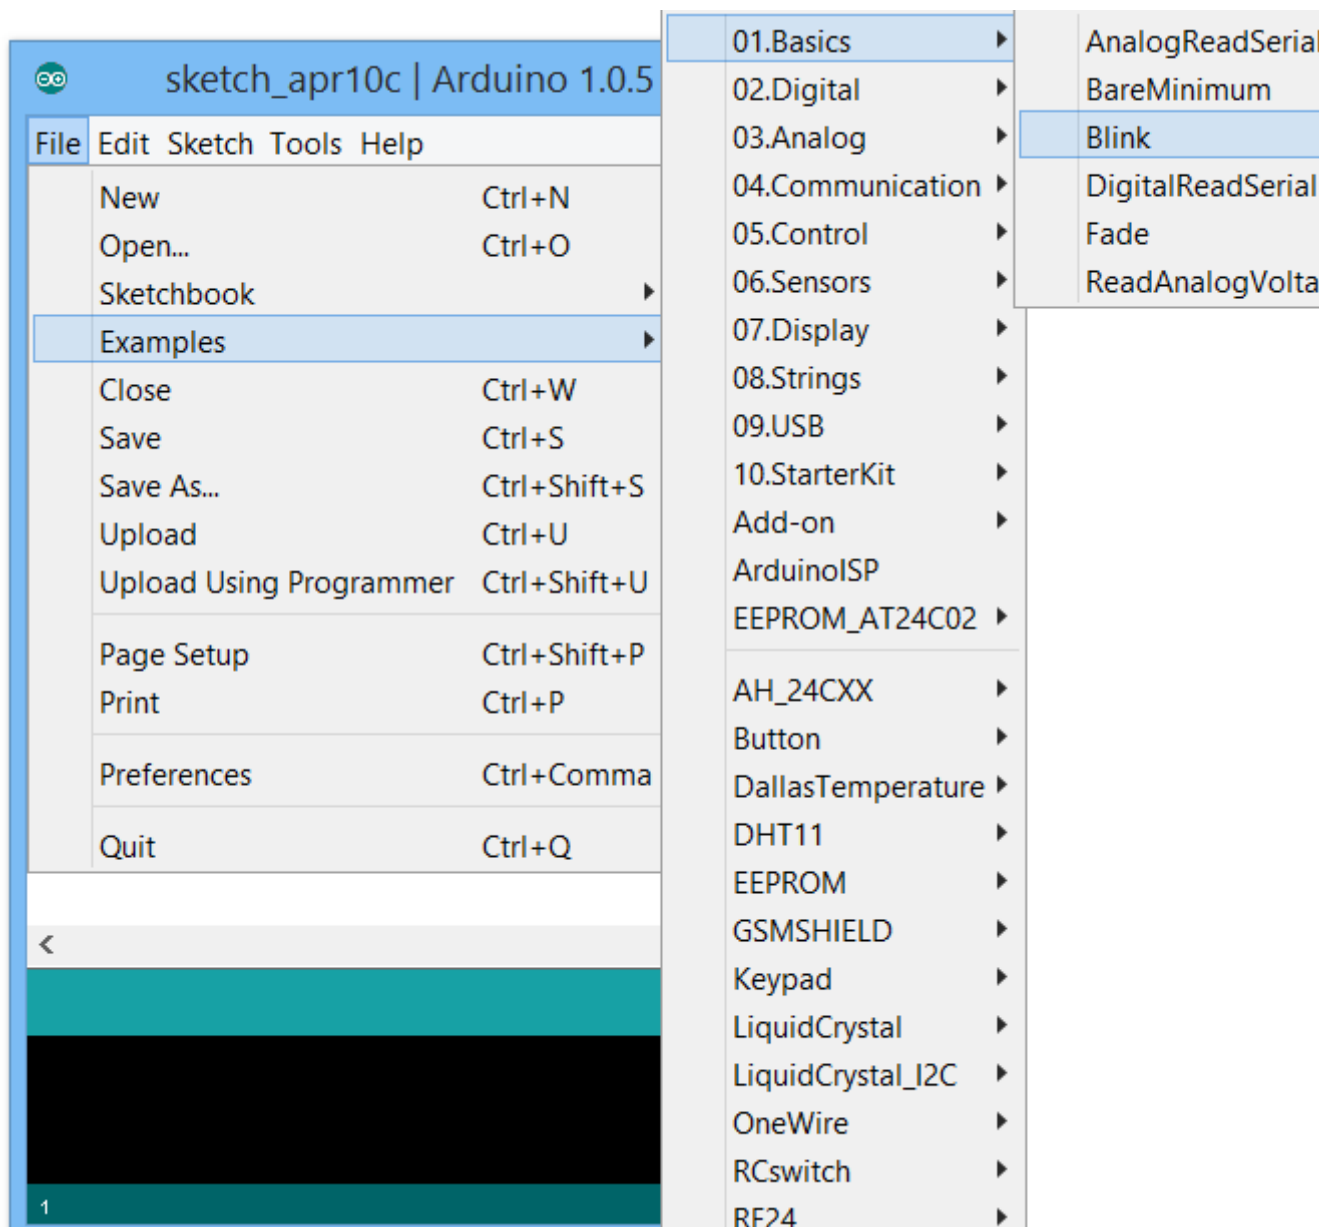 sketch_apr10c | Arduino 1.0.5
File Edit Sketch Tools Help
New Ctrl+N
Open... Ctrl+O
Sketchbook
Examples
Close Ctrl+W
Save Ctrl+S
Save As... Ctrl+Shift+S
Upload Ctrl+U
Upload Using Programmer Ctrl+Shift+U
Page Setup Ctrl+Shift+P
Print Ctrl+P
Preferences Ctrl+Comma
Quit Ctrl+Q
1
01.Basics
02.Digital
03.Analog
04.Communication
05.Control
06.Sensors
07.Display
08.Strings
09.USB
10.StarterKit
Add-on
ArduinoISP
EEPROM_AT24C02
AH_24CXX
Button
DallasTemperature
DHT11
EEPROM
GSMSHIELD
Keypad
LiquidCrystal
LiquidCrystal_I2C
OneWire
RCswitch
RF24
AnalogReadSerial
BareMinimum
Blink
DigitalReadSerial
Fade
ReadAnalogVolta